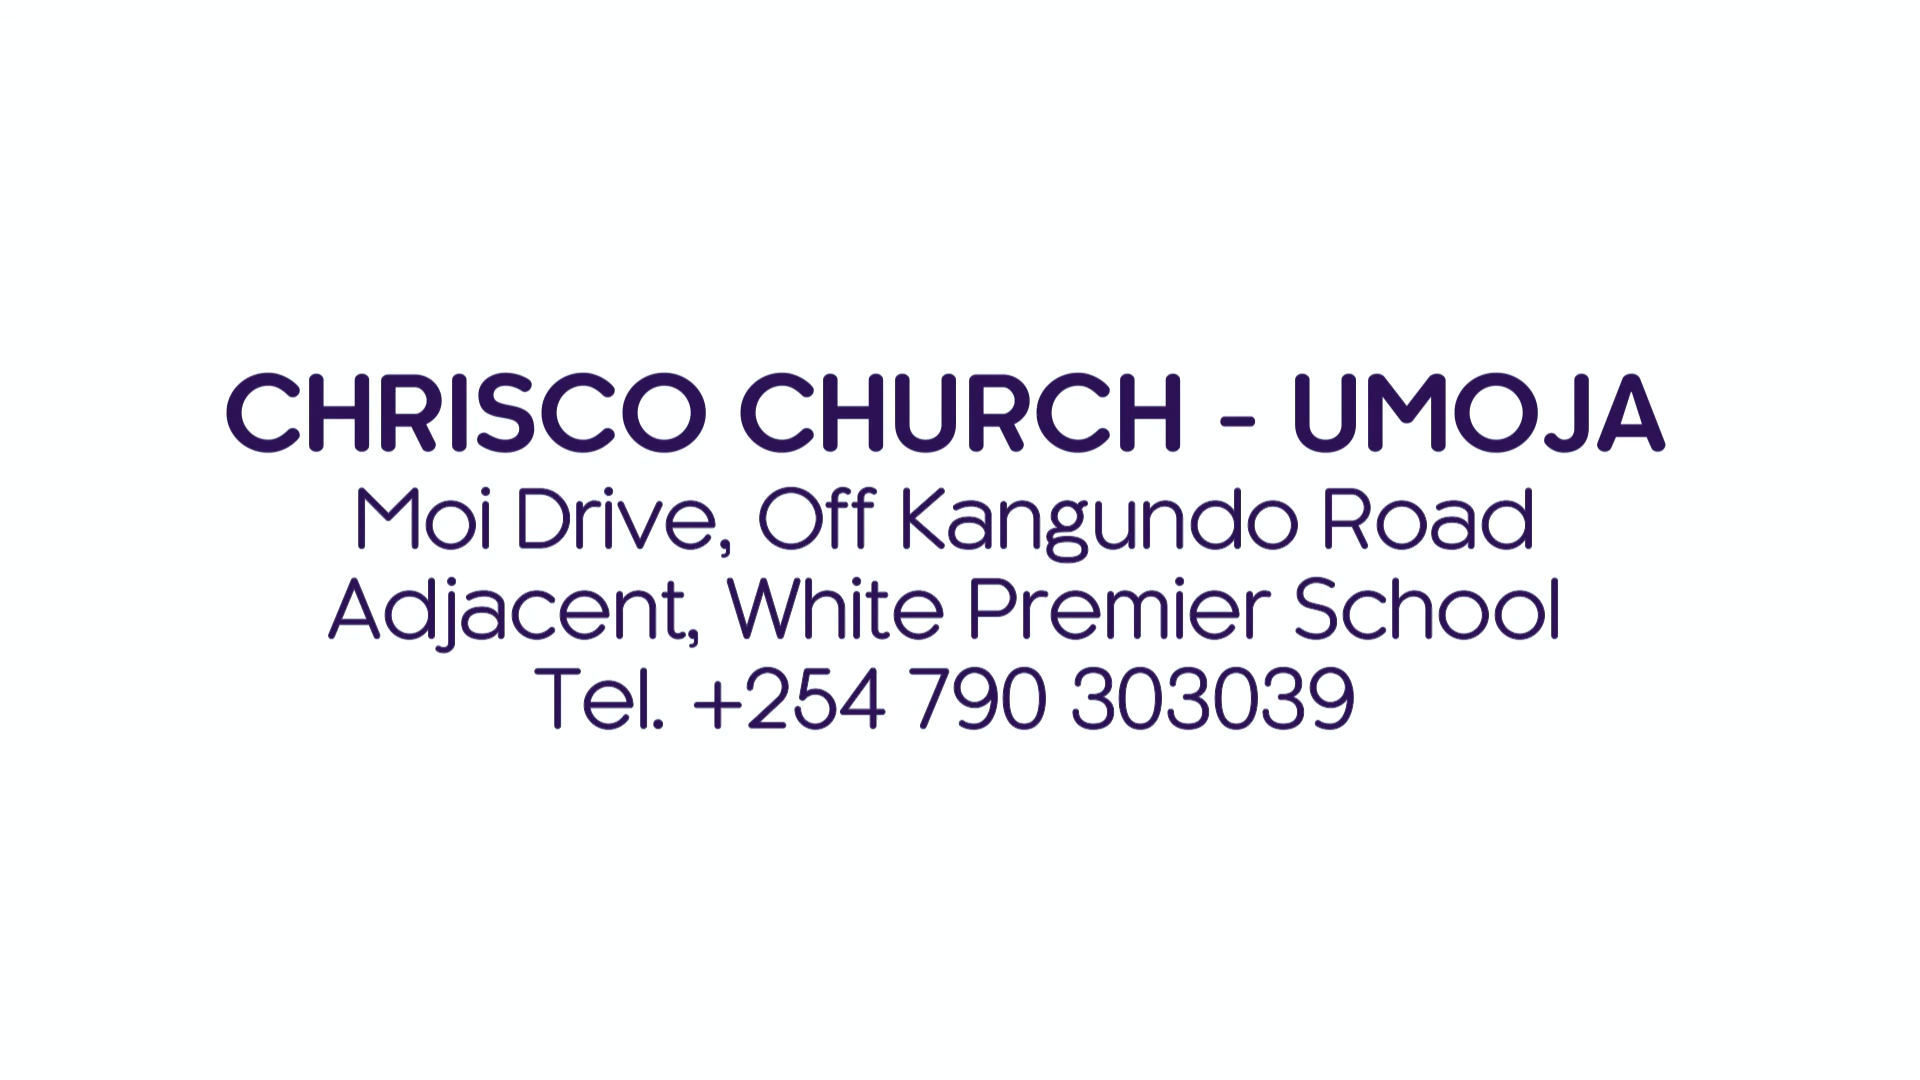 CHRISCO CHURCH - UMOJA
Moi Drive, Off Kangundo Road
Adjacent, White Premier School
Tel. +254 790 303039